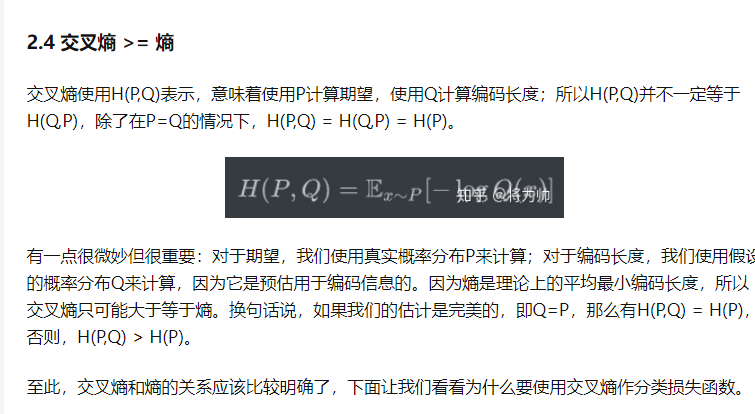 2.4 交叉熵 >= 熵
交叉熵使用H(P,Q)表示，意味着使用P计算期望，使用Q计算编码长度；所以H(P,Q)并不一定等于
H(Q,P)，除了在P=Q的情况下，H(P,Q) = H(Q,P) = H(P)。
H(P, Q) = 𝔼x∼P[− log Q(x)]
知乎 @将为帅
有一点很微妙但很重要：对于期望，我们使用真实概率分布P来计算；对于编码长度，我们使用假设
的概率分布Q来计算，因为它是预估用于编码信息的。因为熵是理论上的平均最小编码长度，所以
交叉熵只可能大于等于熵。换句话说，如果我们的估计是完美的，即Q=P，那么有H(P,Q) = H(P)，
否则，H(P,Q) > H(P)。
至此，交叉熵和熵的关系应该比较明确了，下面让我们看看为什么要使用交叉熵作分类损失函数。